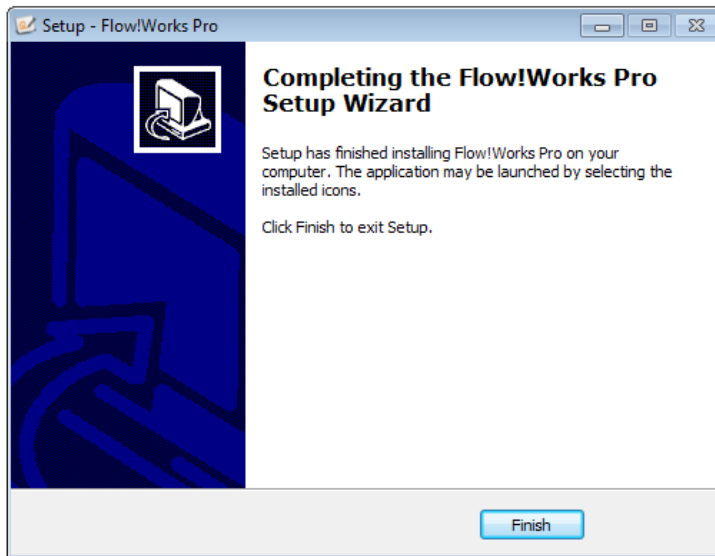 Setup - Flow!Works Pro
Completing the Flow!Works Pro
Setup Wizard
Setup has finished installing Flow!Works Pro on your
computer. The application may be launched by selecting the
installed icons.
Click Finish to exit Setup.
Finish